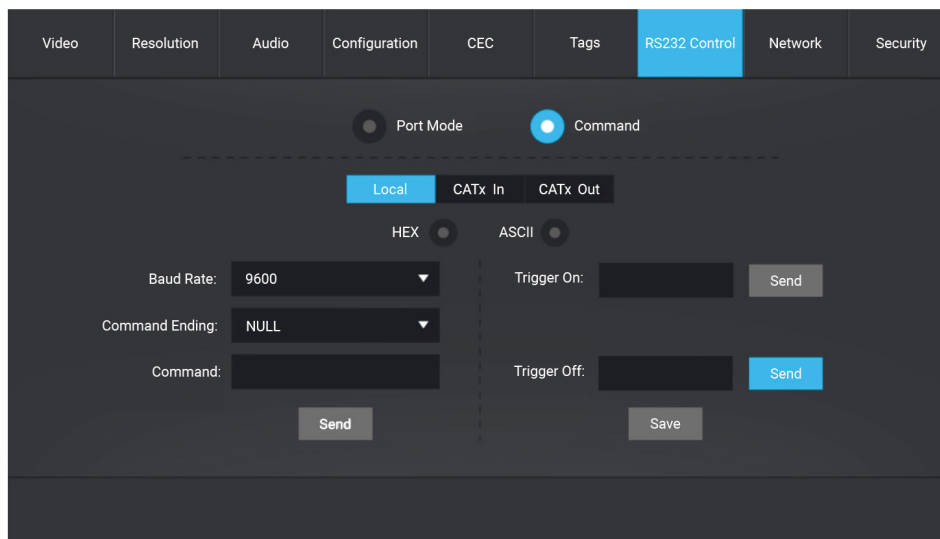 Video Resolution Audio Configuration CEC Tags RS232 Control Network Security
Port Mode Command
Local CATx In CATx Out
HEX ASCII
Baud Rate: 9600 Trigger On: Send
Command Ending: NULL
Command: Trigger Off: Send
Send Save